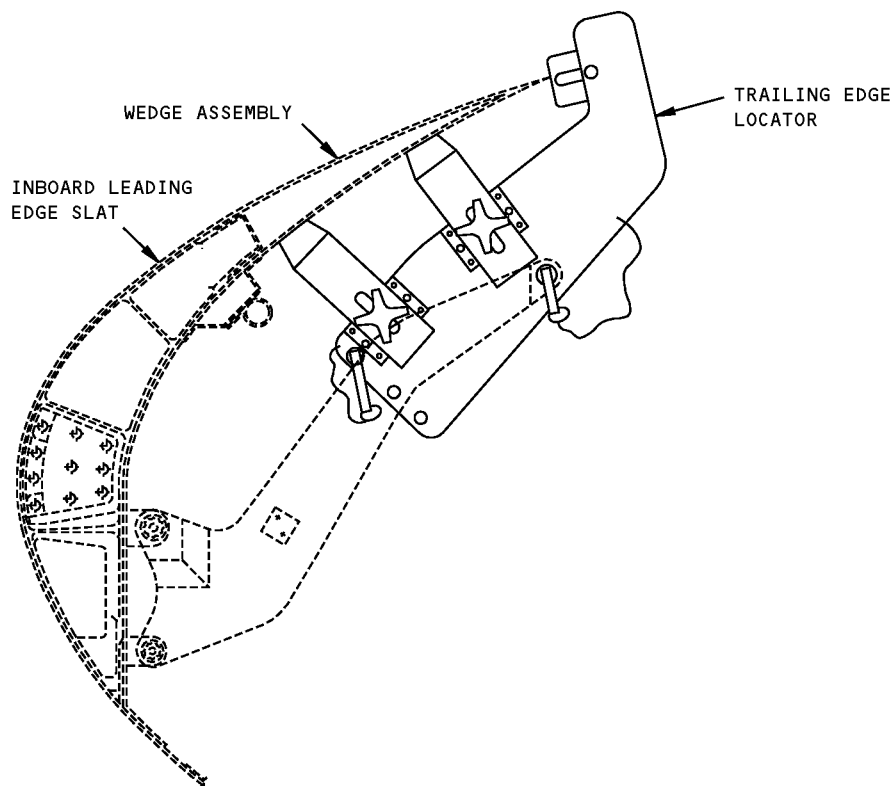 TRAILING EDGE
LOCATOR
WEDGE ASSEMBLY
INBOARD LEADING
EDGE SLAT